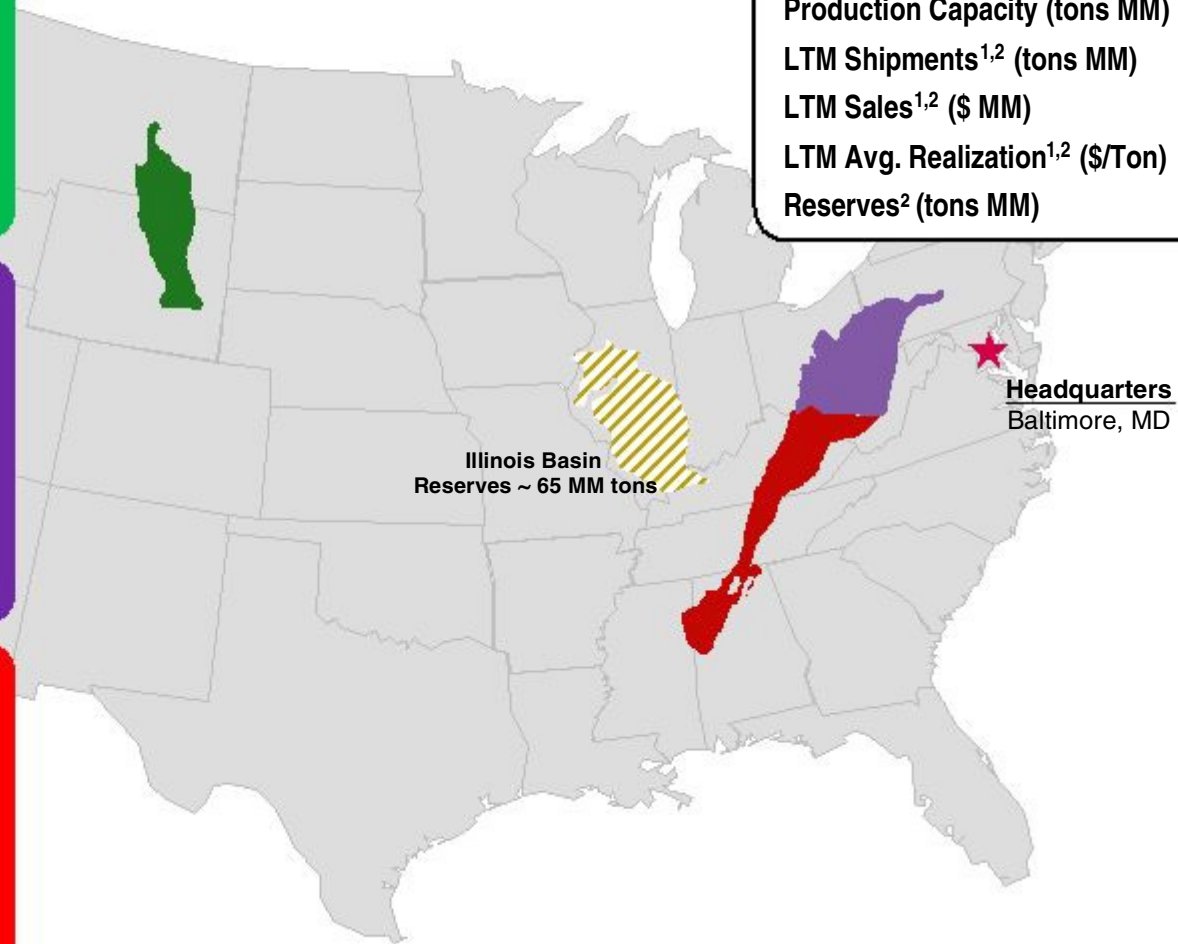 Production Capacity (tons MM)
LTM Shipments1,2 (tons MM)
LTM Sales1,2 ($ MM)
LTM Avg. Realization1,2 ($/Ton)
Reserves2 (tons MM)
Headquarters
Baltimore, MD
Illinois Basin
Reserves ~ 65 MM tons